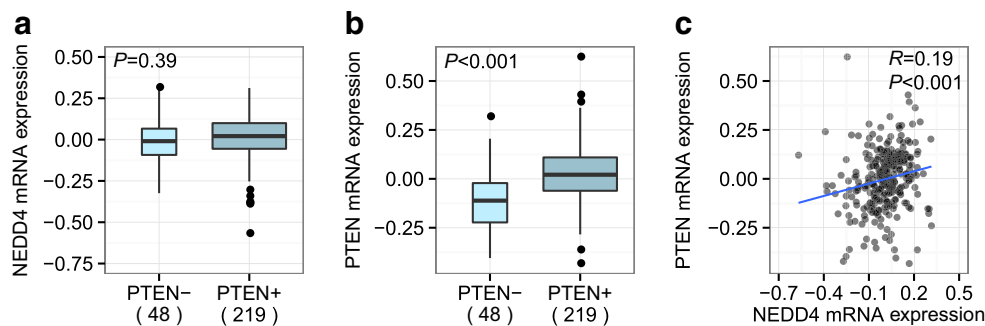 a
P=0.39
NEDD4 mRNA expression
0.50
0.25
0.00
−0.25
−0.50
−0.75
PTEN− PTEN+
( 48 ) ( 219 )
b
P<0.001
PTEN mRNA expression
0.50
0.25
0.00
−0.25
PTEN− PTEN+
( 48 ) ( 219 )
c
R=0.19
P<0.001
PTEN mRNA expression
0.50
0.25
0.00
−0.25
−0.7 −0.4 −0.1 0.2 0.5
NEDD4 mRNA expression